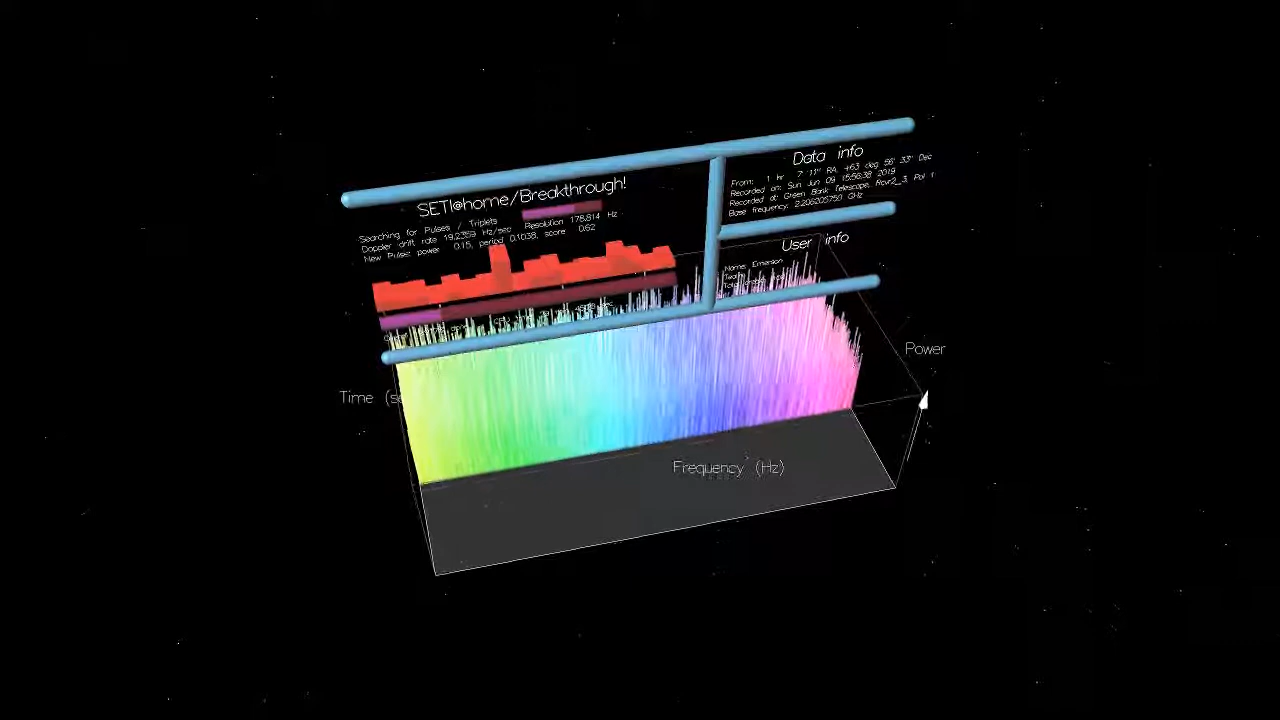 SETI@home/Breakthrough!
Searching for Pulses / Triplets
Doppler drift rate 19.2359 Hz/sec Resolution 178.814 Hz
New Pulse: power 0.15, period 0.1038, score 0.62
Data info
From: 1 hr 7' 11" RA, +63 deg 56' 33" Dec
Recorded on: Sun Jun 09 15:56:38 2019
Recorded at: Green Bank Telescope, Pol 1
Base frequency: 2.206205750 GHz
User info
Name: Emerson
Power
Time
Frequency (Hz)